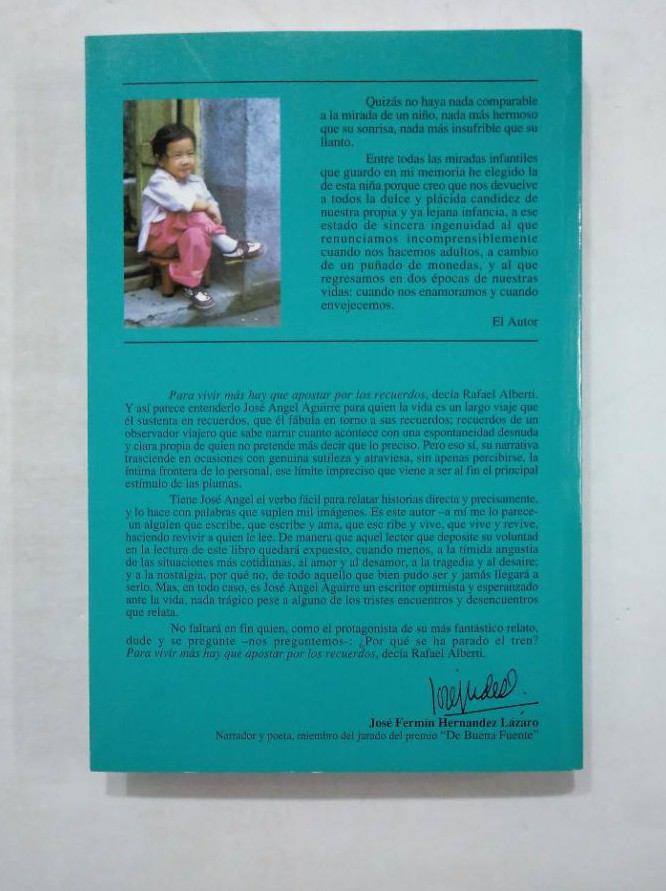 Quizás no haya nada comparable
a la mirada de un niño, nada más hermoso
que su sonrisa, nada más insufrible que su
llanto.
Entre todas las miradas infantiles
que guardo en mi memoria he elegido la
de esta niña porque creo que nos devuelve
a todos la dulce y plácida candidez de
nuestra propia y ya lejana infancia, a ese
estado de sincera ingenuidad al que
renunciamos incomprensiblemente
cuando nos hacemos adultos, a cambio
de un puñado de monedas, y al que
regresamos en dos épocas de nuestras
vidas: cuando nos enamoramos y cuando
envejecemos.
El Autor
Para vivir más hay que apostar por los recuerdos, decía Rafael Alberti.
Y así parece entenderlo José Angel Aguirre para quien la vida es un largo viaje que
él sustenta en recuerdos, que él fábula en torno a sus recuerdos; recuerdos de un
observador viajero que sabe narrar cuanto acontece con una espontaneidad desnuda
y clara propia de quien no pretende más decir que lo preciso. Pero eso sí, su narrativa
trasciende en ocasiones con genuina sutileza y atraviesa, sin apenas percibirse, la
íntima frontera de lo personal, ese límite impreciso que viene a ser al fin el principal
estímulo de las plumas.
Tiene José Angel el verbo fácil para relatar historias directa y precisamente,
y lo hace con palabras que suplen mil imágenes. Es este autor –a mí me lo parece-
un alguien que escribe, que escribe y ama, que esc ribe y vive, que vive y revive,
haciendo revivir a quien le lee. De manera que aquel lector que deposite su voluntad
en la lectura de este libro quedará expuesto, cuando menos, a la tímida angustia
de las situaciones más cotidianas, al amor y al desamor, a la tragedia y al desaire;
y a la nostalgia, por qué no, de todo aquello que bien pudo ser y jamás llegará a
serlo. Mas, en todo caso, es José Angel Aguirre un escritor optimista y esperanzado
ante la vida, nada trágico pese a alguno de los tristes encuentros y desencuentros
que relata.
No faltará en fin quien, como el protagonista de su más fantástico relato,
dude y se pregunte –nos preguntemos-: ¿Por qué se ha parado el tren?
Para vivir más hay que apostar por los recuerdos, decía Rafael Alberti.
José Fermín Hernandez Lázaro
Narrador y poeta, miembro del jurado del premio "De Buena Fuente"